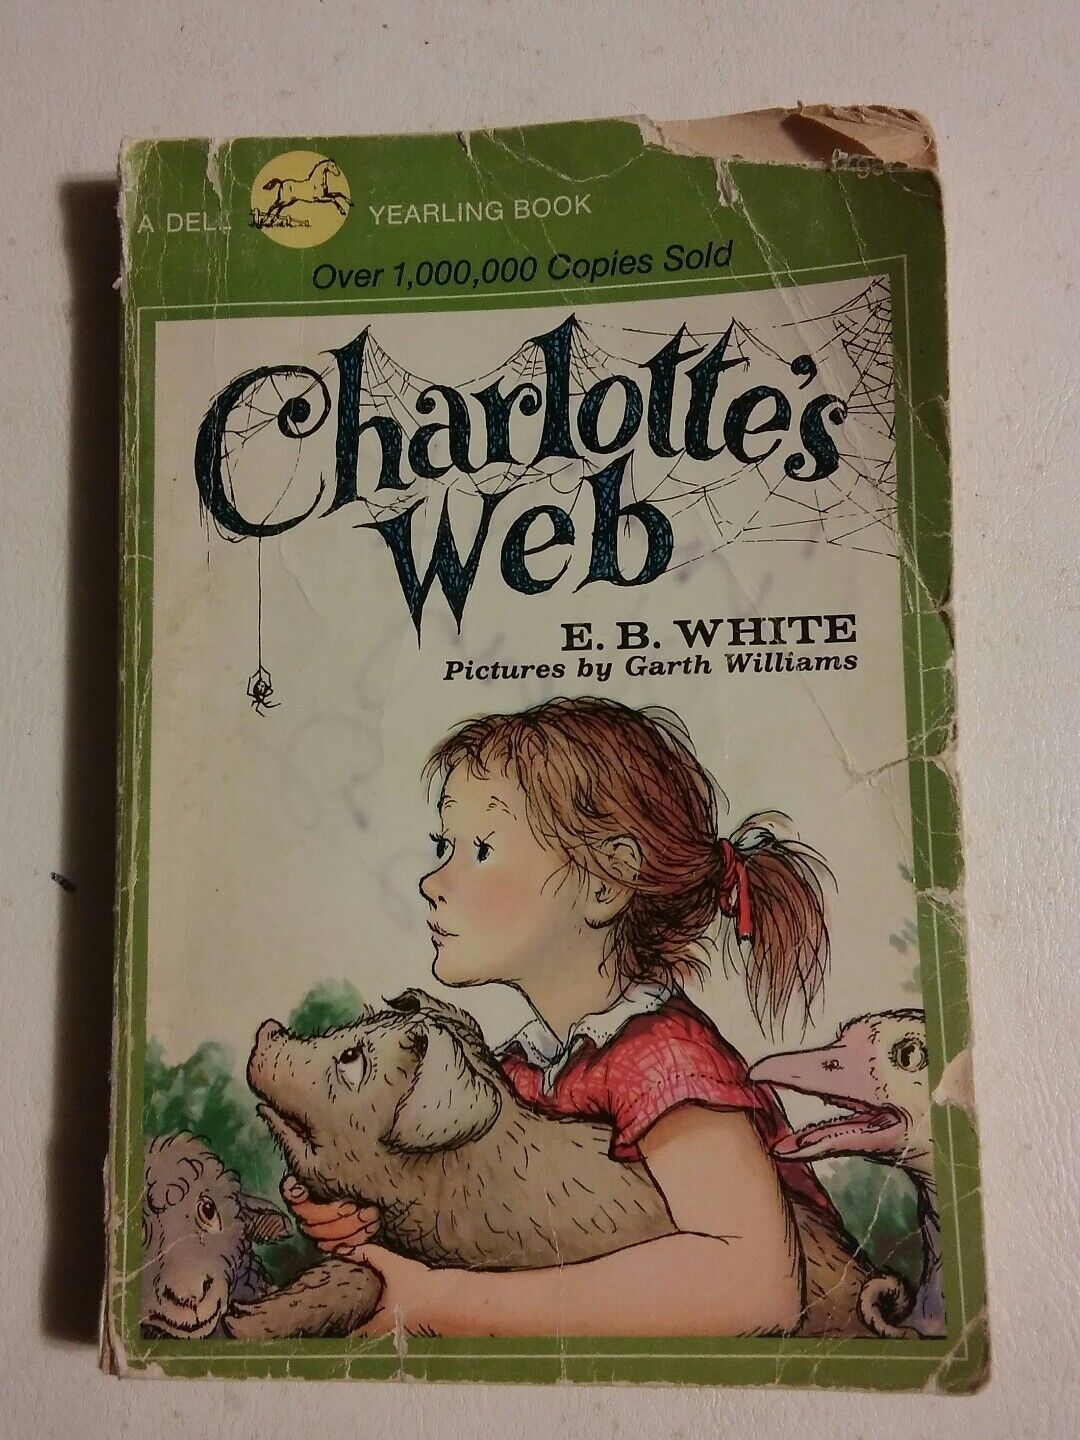 A DELL YEARLING BOOK
Over 1,000,000 Copies Sold
Charlotte's
Web
E. B. WHITE
Pictures by Garth Williams